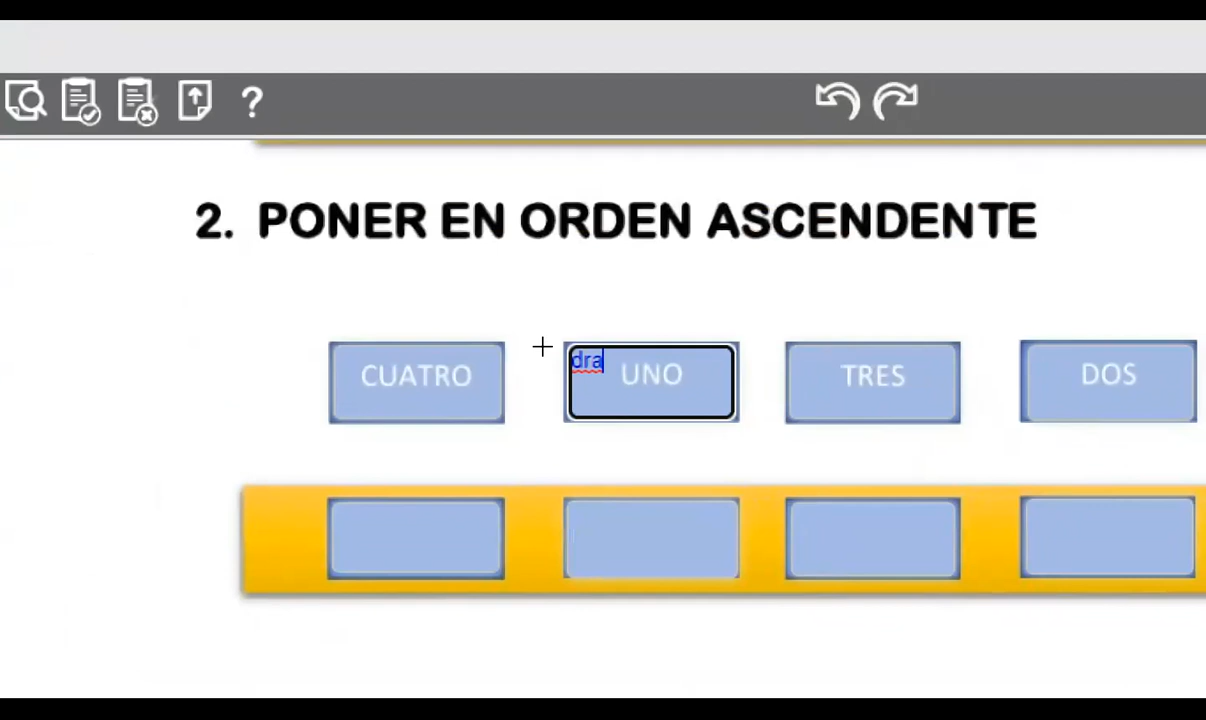 ?
2. PONER EN ORDEN ASCENDENTE
CUATRO dra UNO TRES DOS